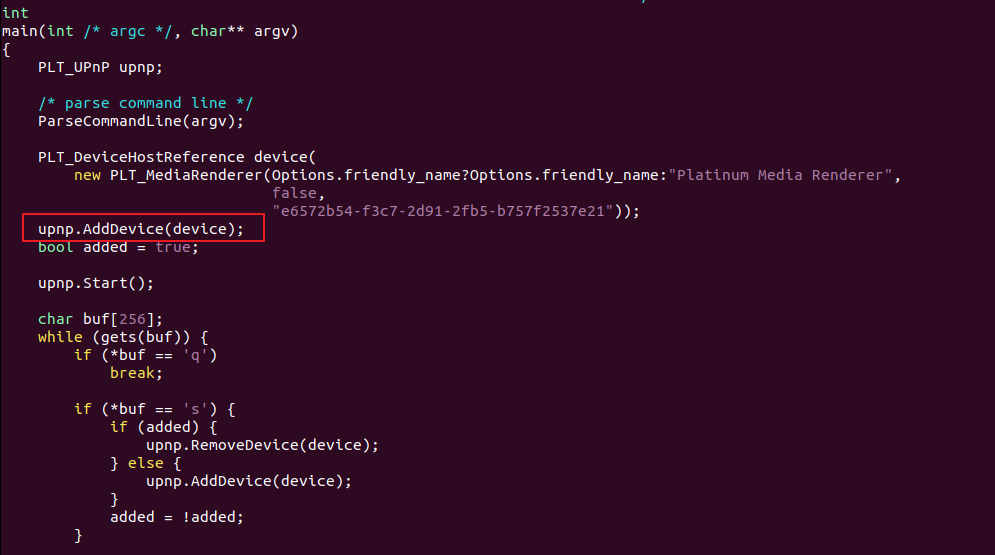 int
main(int /* argc */, char** argv)
{
    PLT_UPnP upnp;
    /* parse command line */
    ParseCommandLine(argv);
    PLT_DeviceHostReference device(
        new PLT_MediaRenderer(Options.friendly_name?Options.friendly_name:"Platinum Media Renderer",
                              false,
                              "e6572b54-f3c7-2d91-2fb5-b757f2537e21"));
    upnp.AddDevice(device);
    bool added = true;
    upnp.Start();
    char buf[256];
    while (gets(buf)) {
        if (*buf == 'q')
            break;
        if (*buf == 's') {
            if (added) {
                upnp.RemoveDevice(device);
            } else {
                upnp.AddDevice(device);
            }
            added = !added;
        }